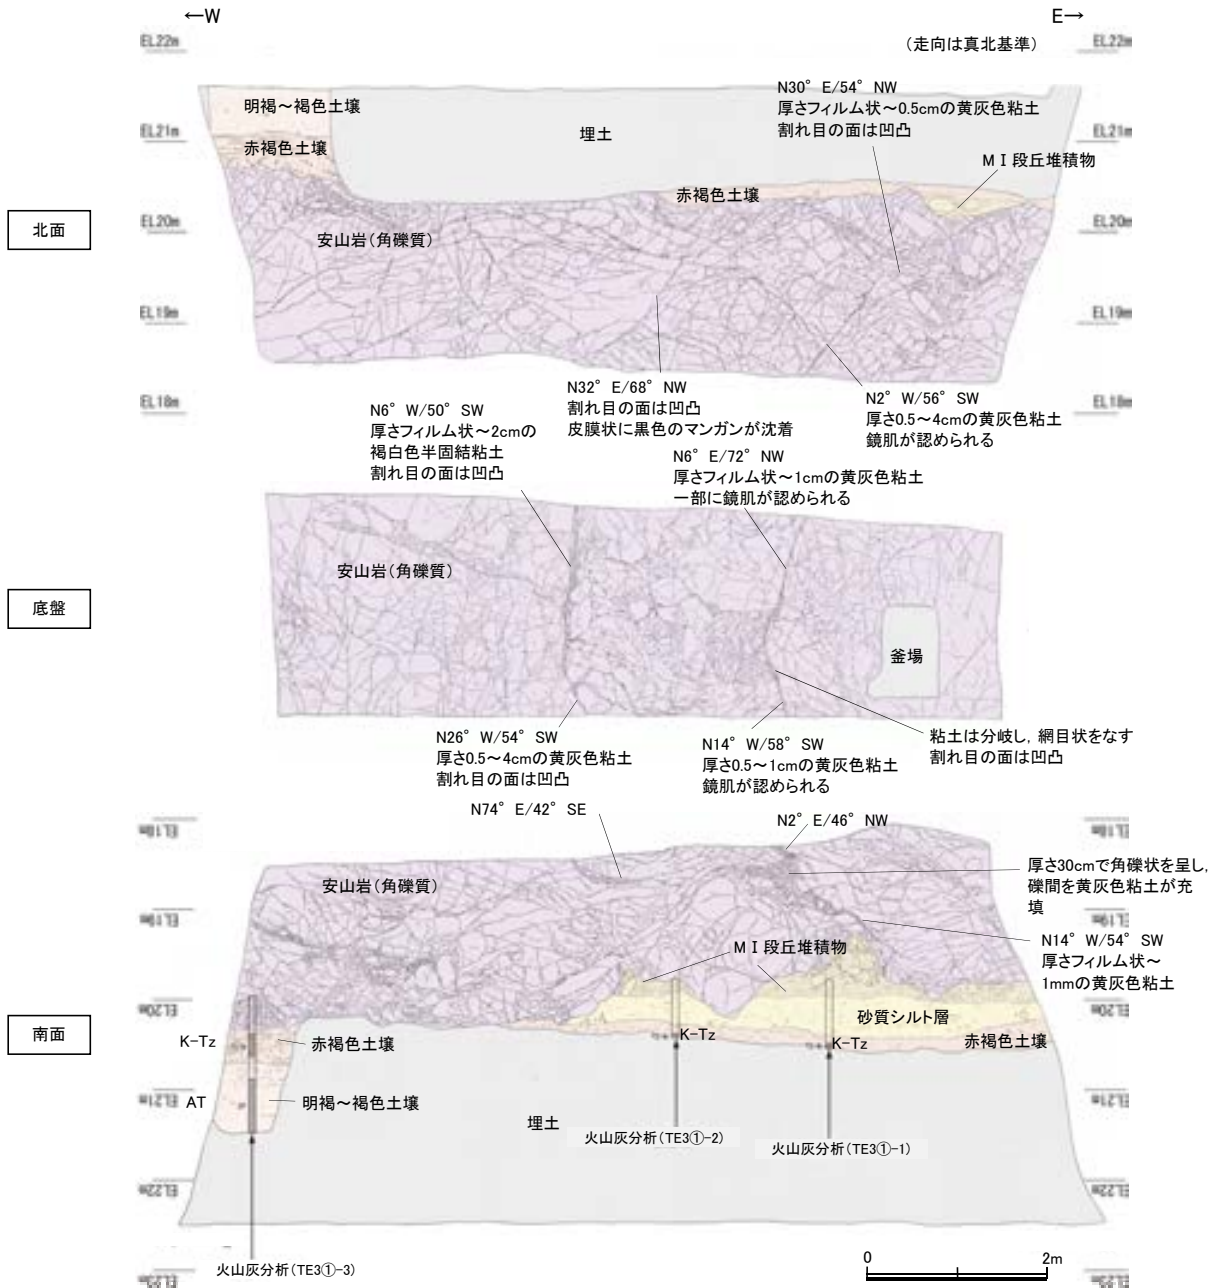 ←W
E→
(走向は真北基準)
EL22m
EL22m
N30°E/54°NW
厚さフィルム状～0.5cmの黄灰色粘土
割れ目の面は凹凸
明褐～褐色土壌
埋土
EL21m
EL21m
赤褐色土壌
MⅠ段丘堆積物
赤褐色土壌
北面
EL20m
EL20m
安山岩(角礫質)
EL19m
EL19m
N32°E/68°NW
割れ目の面は凹凸
皮膜状に黒色のマンガンが沈着
N2°W/56°SW
厚さ0.5～4cmの黄灰色粘土
鏡肌が認められる
EL18m
EL18m
N6°W/50°SW
厚さフィルム状～2cmの
褐白色半固結粘土
割れ目の面は凹凸
N6°E/72°NW
厚さフィルム状～1cmの黄灰色粘土
一部に鏡肌が認められる
安山岩(角礫質)
底盤
釜場
N26°W/54°SW
厚さ0.5～4cmの黄灰色粘土
割れ目の面は凹凸
N14°W/58°SW
厚さ0.5～1cmの黄灰色粘土
鏡肌が認められる
粘土は分岐し，網目状をなす
割れ目の面は凹凸
N74°E/42°SE
N2°E/46°NW
EL18m
EL18m
厚さ30cmで角礫状を呈し，
礫間を黄灰色粘土が充
填
安山岩(角礫質)
EL19m
EL19m
N14°W/54°SW
厚さフィルム状～
1mmの黄灰色粘土
MⅠ段丘堆積物
EL20m
EL20m
砂質シルト層
南面
K-Tz
赤褐色土壌
K-Tz
K-Tz
赤褐色土壌
EL21m
EL21m
AT
明褐～褐色土壌
埋土
火山灰分析(TE3①-2)
火山灰分析(TE3①-1)
EL22m
EL22m
火山灰分析(TE3①-3)
0
2m